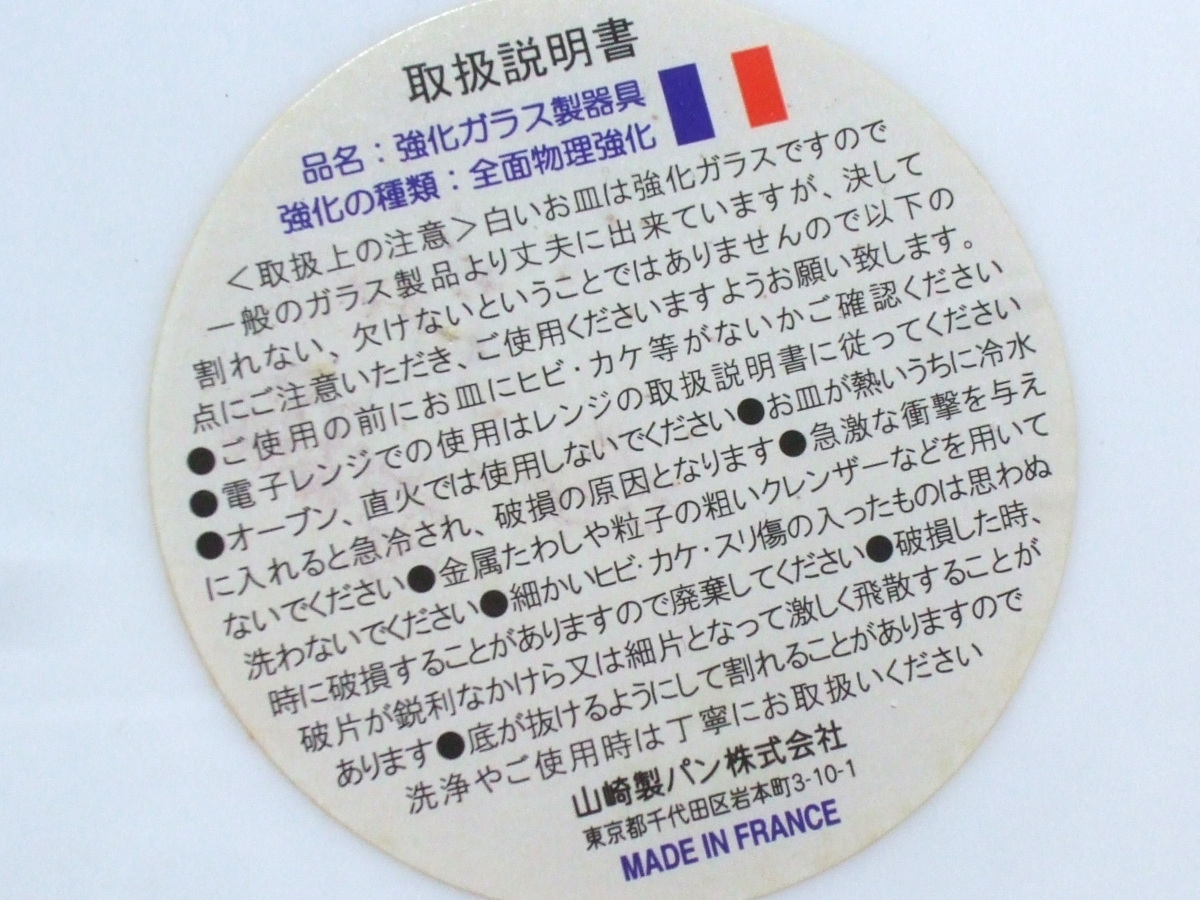 取扱説明書
品名：強化ガラス製器具
強化の種類：全面物理強化
＜取扱上の注意＞白いお皿は強化ガラスですので
一般のガラス製品より丈夫に出来ていますが、決して
割れない、欠けないということではありませんので以下の
点にご注意いただき、ご使用くださいますようお願い致します。
●ご使用の前にお皿にヒビ・カケ等がないかご確認ください
●電子レンジでの使用はレンジの取扱説明書に従ってください
●オーブン、直火では使用しないでください●お皿が熱いうちに冷水
に入れると急冷され、破損の原因となります●急激な衝撃を与え
ないでください●金属たわしや粒子の粗いクレンザーなどを用いて
洗わないでください●細かいヒビ・カケ・スリ傷の入ったものは思わぬ
時に破損することがありますので廃棄してください●破損した時、
破片が鋭利なかけら又は細片となって激しく飛散することが
あります●底が抜けるようにして割れることがありますので
洗浄やご使用時は丁寧にお取扱いください
山崎製パン株式会社
東京都千代田区岩本町3-10-1
MADE IN FRANCE